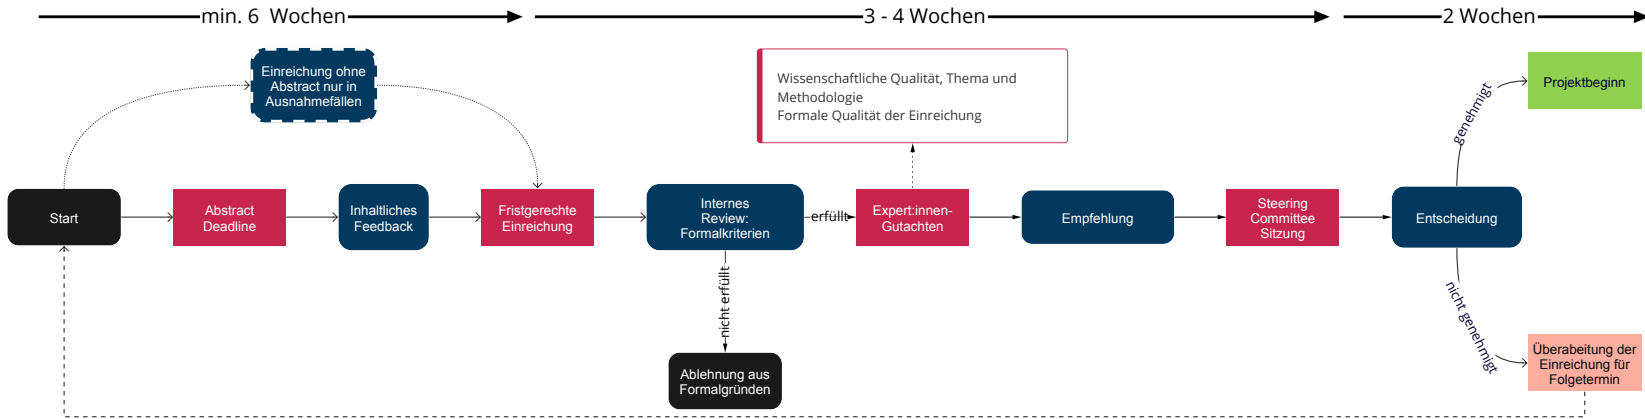 min. 6 Wochen
3 - 4 Wochen
2 Wochen
Einreichung ohne
Abstract nur in
Ausnahmefällen
Wissenschaftliche Qualität, Thema und
Methodologie
Formale Qualität der Einreichung
genehmigt
Projektbeginn
Start
Abstract
Deadline
Inhaltliches
Feedback
Fristgerechte
Einreichung
Internes
Review:
Formalkriterien
erfüllt
Expert:innen-
Gutachten
Empfehlung
Steering
Committee
Sitzung
Entscheidung
nicht erfüllt
nicht genehmigt
Ablehnung aus
Formalgründen
Überabeitung der
Einreichung für
Folgetermin